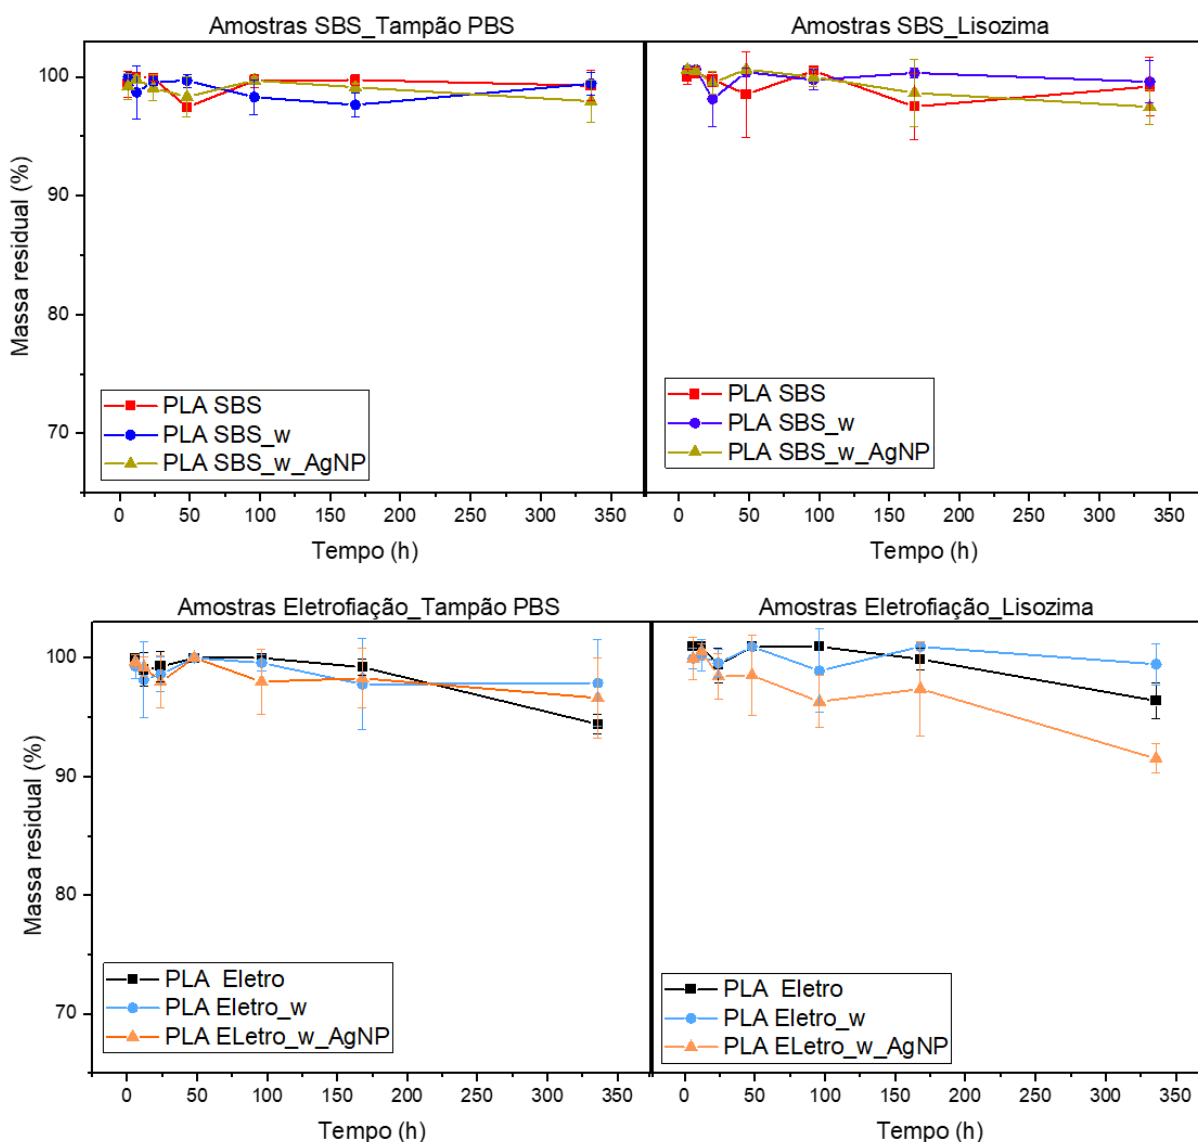 Amostras SBS_Tampão PBS
Amostras SBS_Lisozima
Massa residual (%)
100
90
80
70
PLA SBS
PLA SBS_w
PLA SBS_w_AgNP
PLA SBS
PLA SBS_w
PLA SBS_w_AgNP
0 50 100 150 200 250 300 350
0 50 100 150 200 250 300 350
Tempo (h)
Tempo (h)
Amostras Eletrofiação_Tampão PBS
Amostras Eletrofiação_Lisozima
Massa residual (%)
100
90
80
70
PLA Eletro
PLA Eletro_w
PLA ELetro_w_AgNP
PLA Eletro
PLA Eletro_w
PLA ELetro_w_AgNP
0 50 100 150 200 250 300 350
0 50 100 150 200 250 300 350
Tempo (h)
Tempo (h)